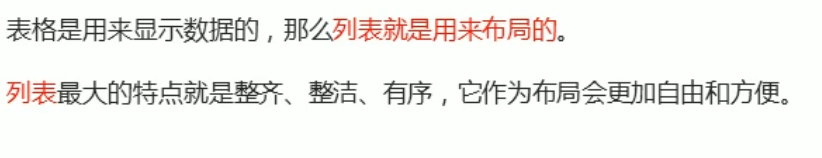 表格是用来显示数据的，那么列表就是用来布局的。
列表最大的特点就是整齐、整洁、有序，它作为布局会更加自由和方便。